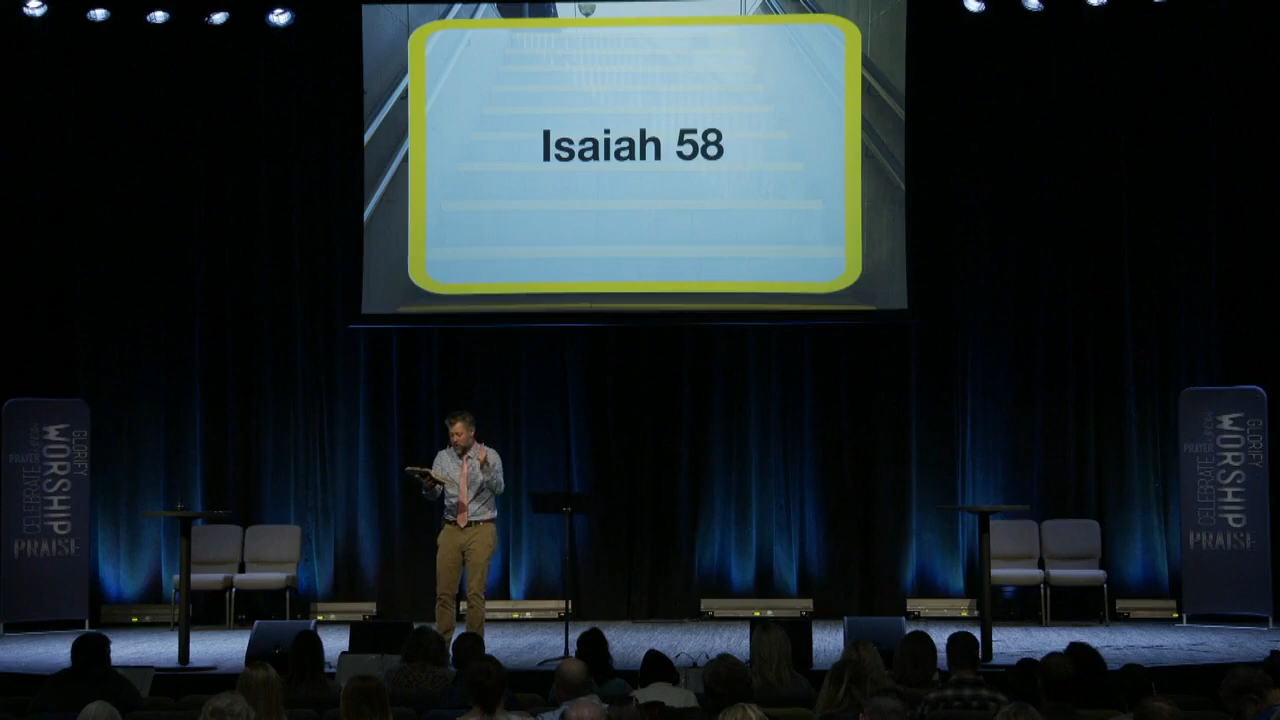 Isaiah 58
GLORIFY
WORSHIP
PRAYER
CELEBRATE
PRAISE
GLORIFY
WORSHIP
PRAYER
CELEBRATE
PRAISE